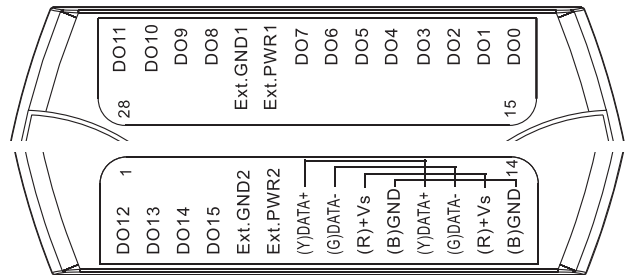 DO11
DO10
DO9
DO8
Ext.GND1
Ext.PWR1
DO7
DO6
DO5
DO4
DO3
DO2
DO1
DO0
28
15
1
14
DO12
DO13
DO14
DO15
Ext.GND2
Ext.PWR2
(Y)DATA+
(G)DATA-
(R)+Vs
(B)GND
(Y)DATA+
(G)DATA-
(R)+Vs
(B)GND